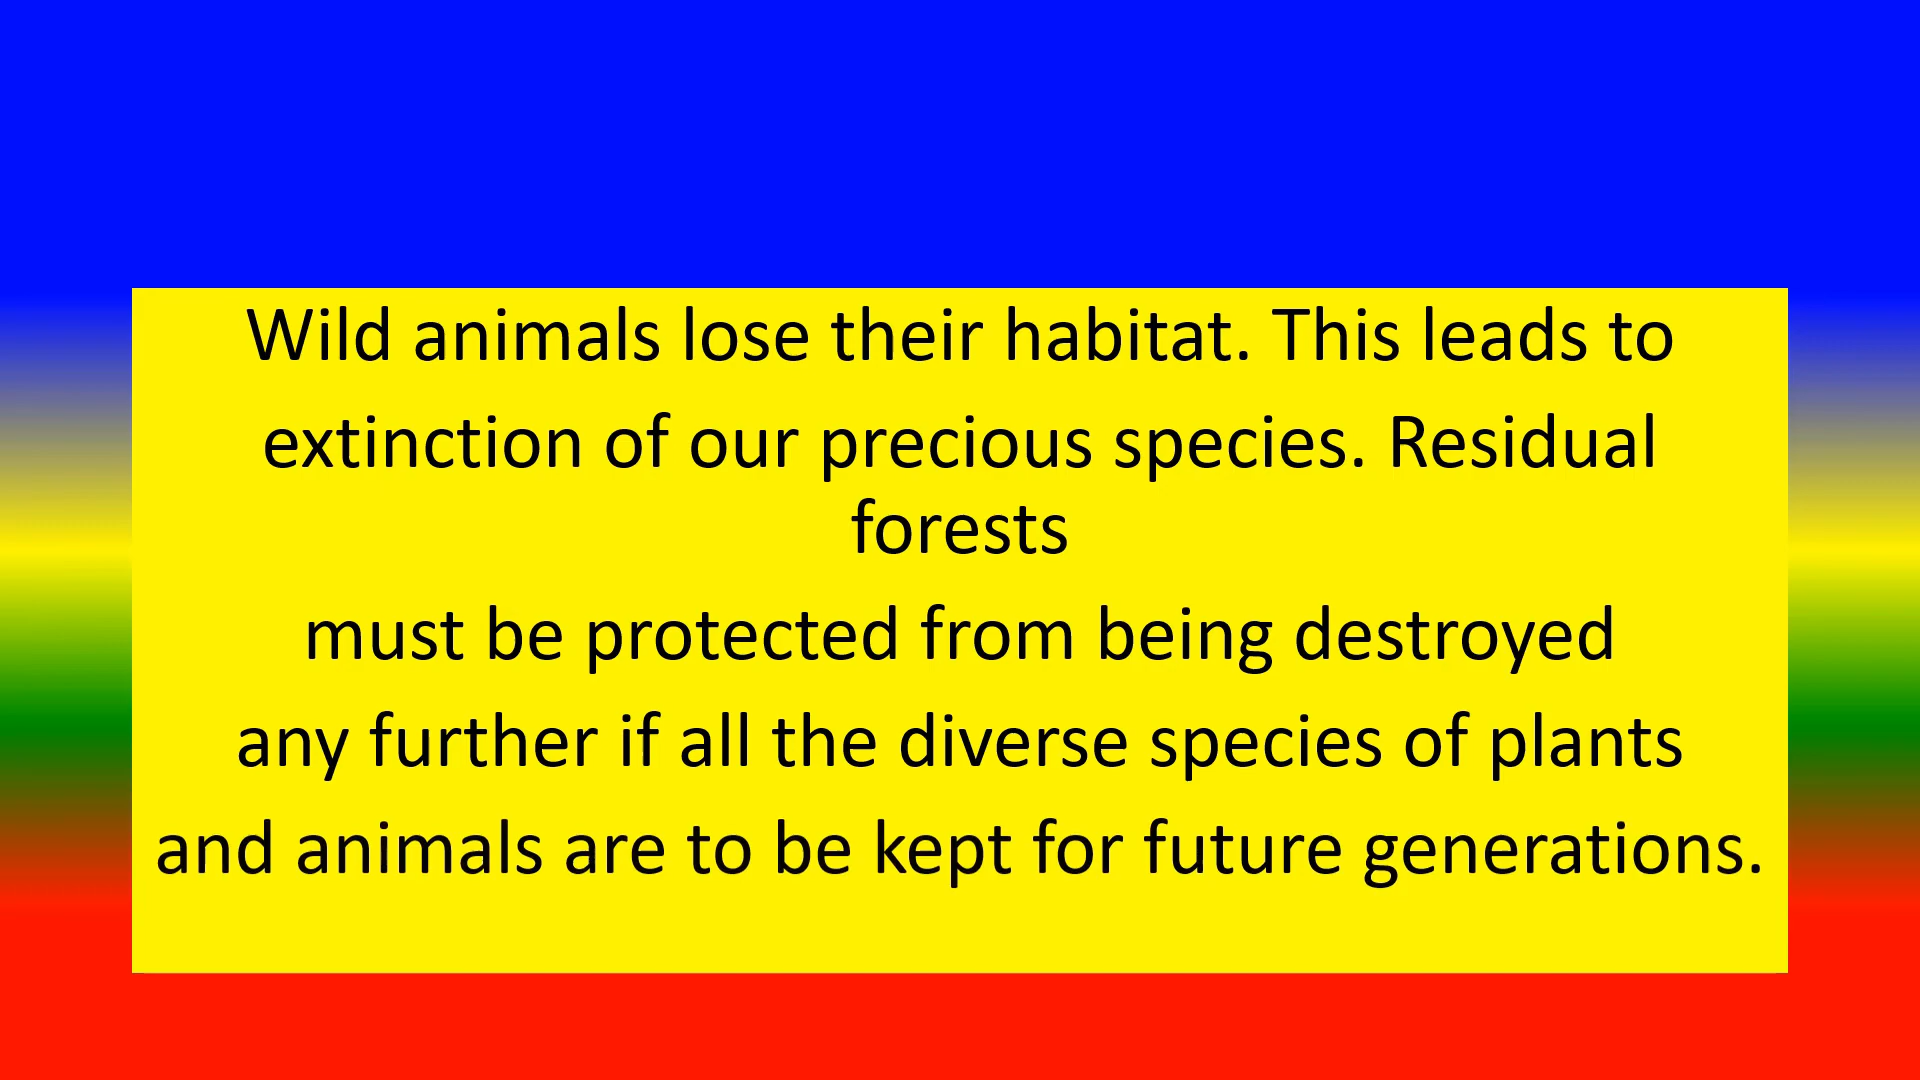 Wild animals lose their habitat. This leads to
extinction of our precious species. Residual
forests
must be protected from being destroyed
any further if all the diverse species of plants
and animals are to be kept for future generations.